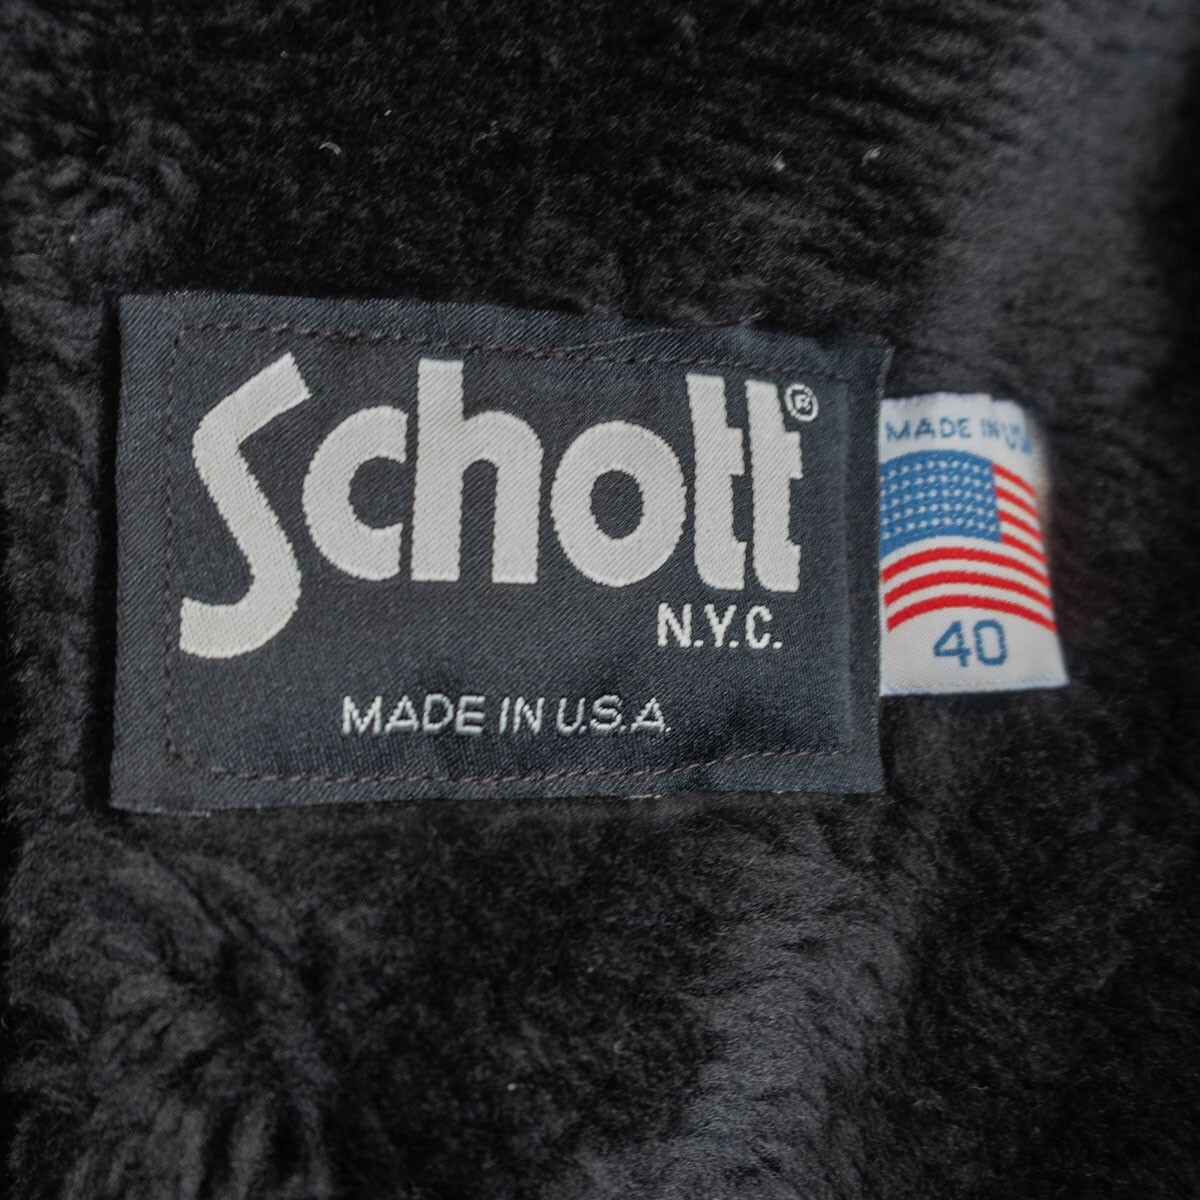 Schott®
N.Y.C.
MADE IN U.S.A.
MADE IN USA
40